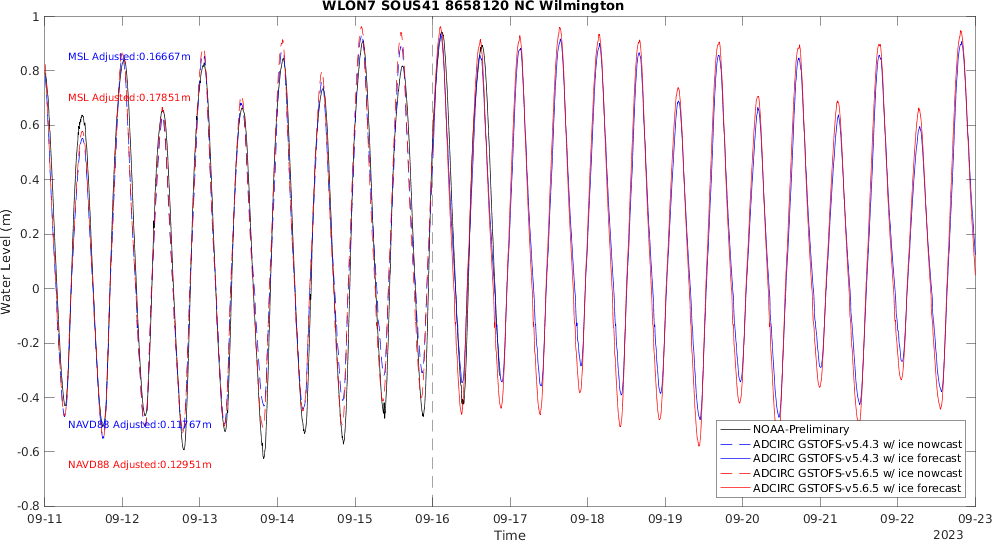 WLON7 SOUS41 8658120 NC Wilmington
1
0.8
0.6
0.4
0.2
0
-0.2
-0.4
-0.6
-0.8
Water Level (m)
MSL Adjusted:0.16667m
MSL Adjusted:0.17851m
NAVD88 Adjusted:0.11767m
NAVD88 Adjusted:0.12951m
NOAA-Preliminary
ADCIRC GSTOFS-v5.4.3 w/ ice nowcast
ADCIRC GSTOFS-v5.4.3 w/ ice forecast
ADCIRC GSTOFS-v5.6.5 w/ ice nowcast
ADCIRC GSTOFS-v5.6.5 w/ ice forecast
09-11 09-12 09-13 09-14 09-15 09-16 09-17 09-18 09-19 09-20 09-21 09-22 09-23
Time
2023